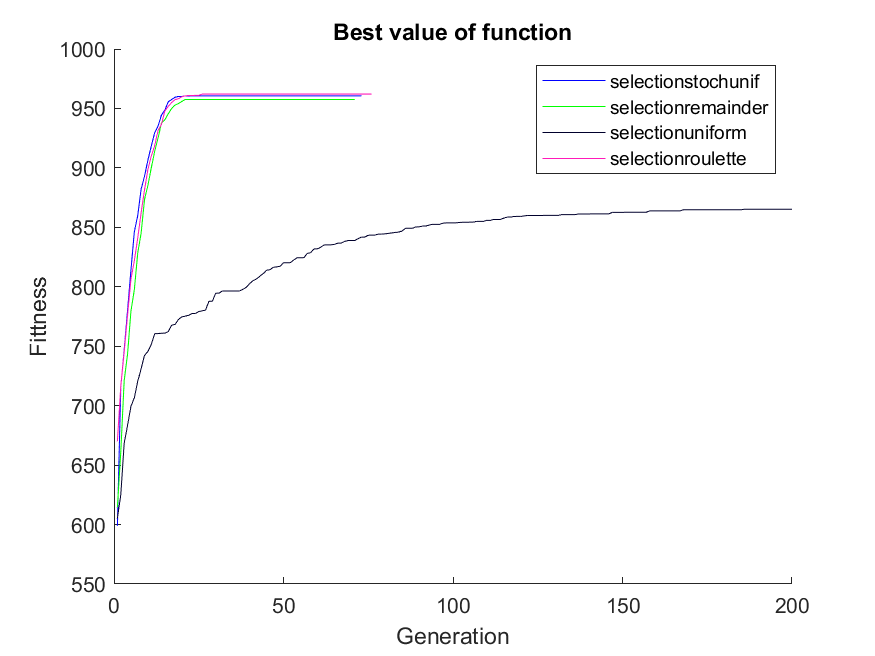 Best value of function
1000
950
900
850
800
750
700
650
600
550
Fittness
selectionstochunif
selectionremainder
selectionuniform
selectionroulette
0 50 100 150 200
Generation